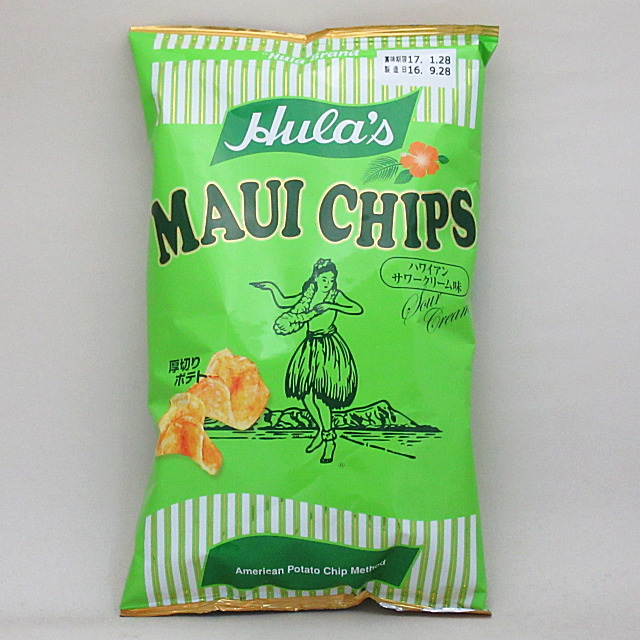 Hula Brand
賞味期限17. 1.28
製造日16. 9.28
Hula's
MAUI CHIPS
ハワイアン
サワークリーム味
Sour
Cream
厚切り
ポテト
®
American Potato Chip Method